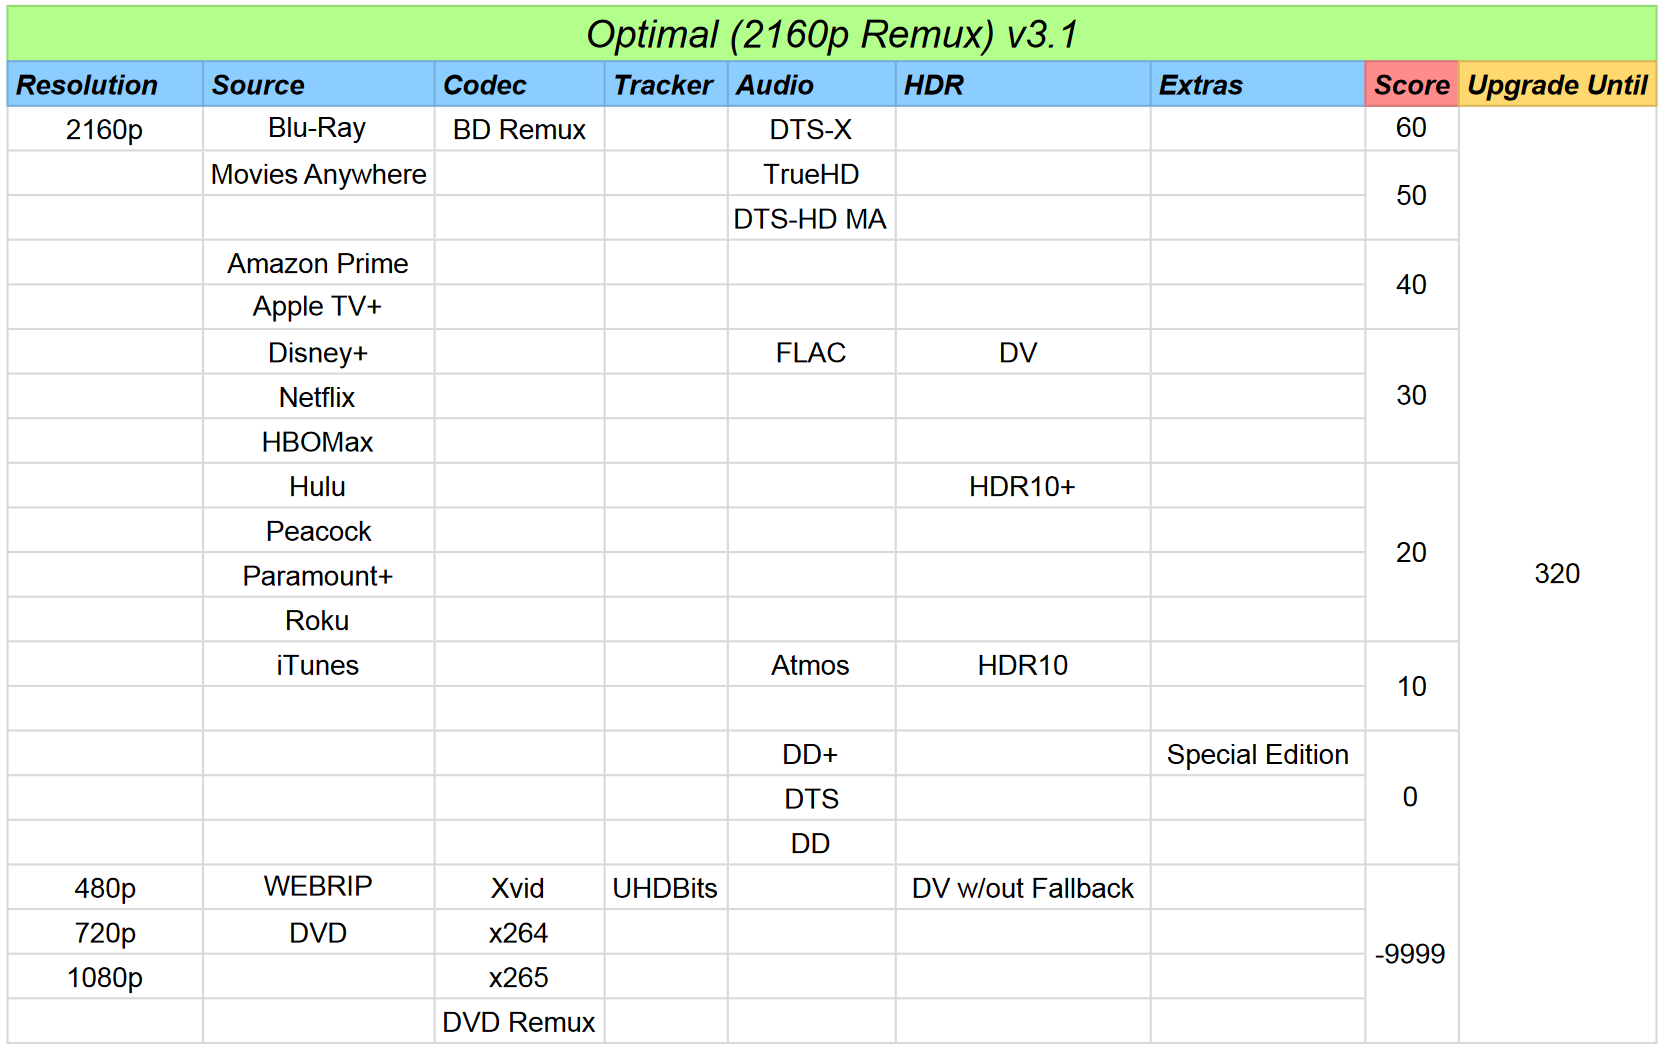 Optimal (2160p Remux) v3.1
Resolution Source Codec Tracker Audio HDR Extras Score Upgrade Until
2160p Blu-Ray BD Remux DTS-X 60
Movies Anywhere TrueHD
50
DTS-HD MA
Amazon Prime
40
Apple TV+
Disney+ FLAC DV
Netflix 30
HBOMax
Hulu HDR10+
Peacock
20
Paramount+ 320
Roku
iTunes Atmos HDR10
10
DD+ Special Edition
DTS 0
DD
480p WEBRIP Xvid UHDBits DV w/out Fallback
720p DVD x264
-9999
1080p x265
DVD Remux